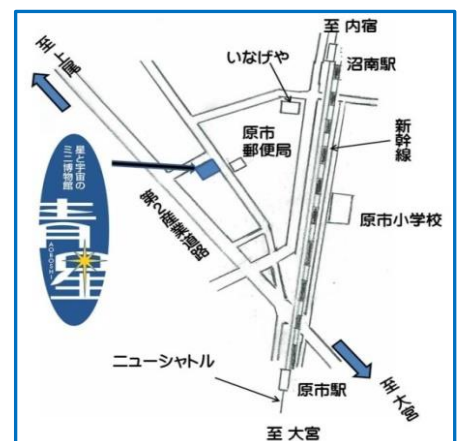 至 内宿
至上尾
いなげや
沼南駅
原市
郵便局
新幹線
星と宇宙の
ミニ博物館
青星
AOBOSHI
第2産業道路
原市小学校
ニューシャトル
原市駅
至大宮
至 大宮